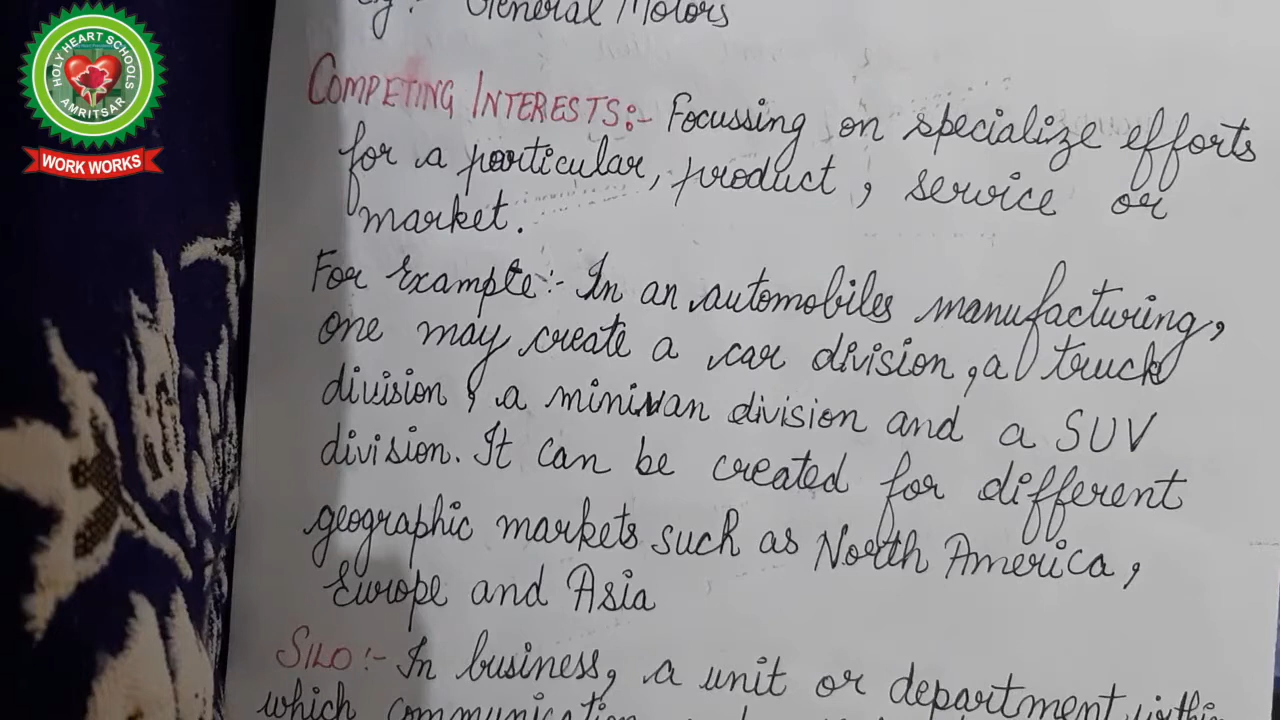 eg:- General Motors
HOLY HEART SCHOOLS
AMRITSAR
WORK WORKS
COMPETING INTERESTS:- Focussing on specialize efforts
for a particular, product, service or
market.
For Example:- In an automobiles manufacturing,
one may create a car division, a truck
division, a minivan division and a SUV
division. It can be created for different
geographic markets such as North America,
Europe and Asia
SILO:- In business, a unit or department within
which communication